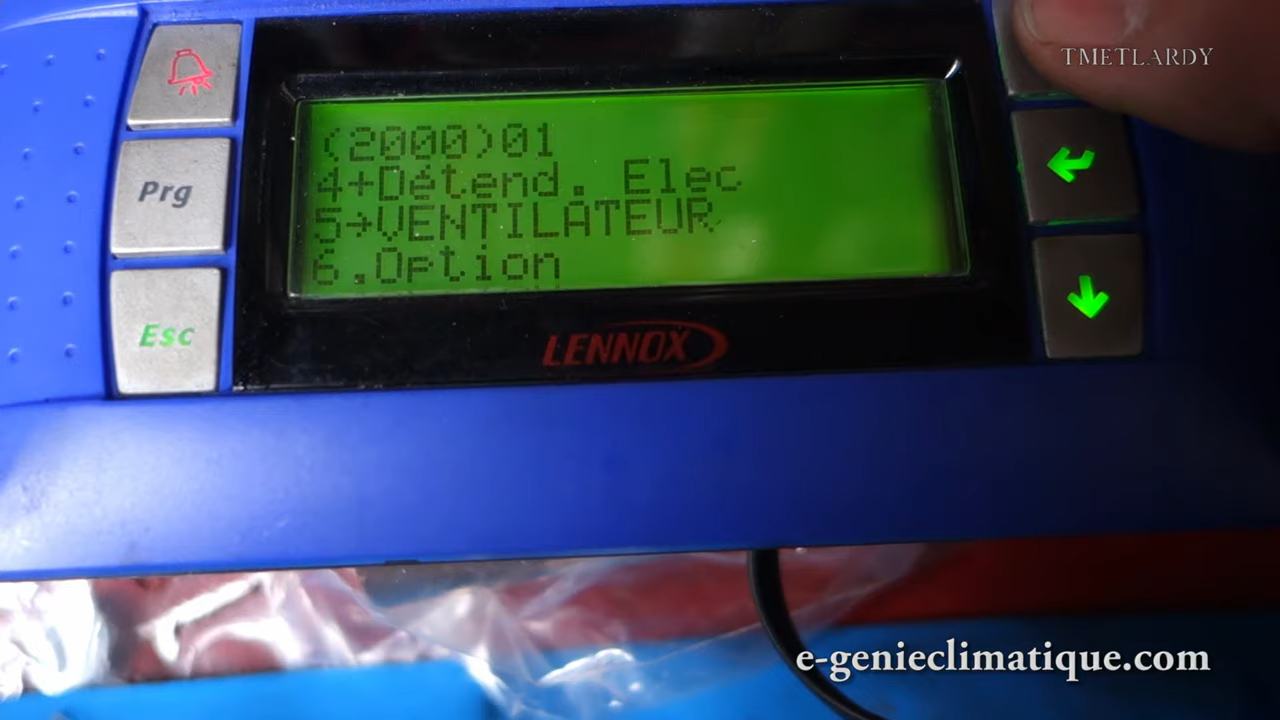 TMETLARDY
(2000)01
4+Détend. Elec
5→VENTILATEUR
6.Option
Prg
Esc
LENNOX
e-genieclimatique.com